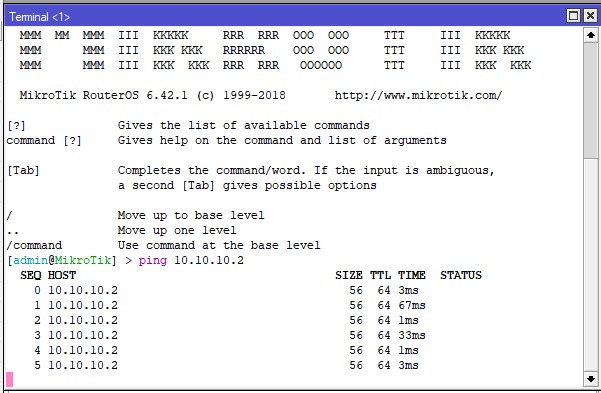 Terminal <1>
MMM  MM  MMM  III  KKKKK    RRR  RRR  OOO  OOO     TTT     III  KKKKK
MMM      MMM  III  KKK KKK  RRRRRR    OOO  OOO     TTT     III  KKK KKK
MMM      MMM  III  KKK  KKK RRR  RRR   OOOOOO      TTT     III  KKK  KKK
MikroTik RouterOS 6.42.1 (c) 1999-2018       http://www.mikrotik.com/
[?]             Gives the list of available commands
command [?]     Gives help on the command and list of arguments
[Tab]           Completes the command/word. If the input is ambiguous,
a second [Tab] gives possible options
/               Move up to base level
..              Move up one level
/command        Use command at the base level
[admin@MikroTik] > ping 10.10.10.2
SEQ HOST                                     SIZE TTL TIME  STATUS
0 10.10.10.2                                 56  64 3ms
1 10.10.10.2                                 56  64 67ms
2 10.10.10.2                                 56  64 1ms
3 10.10.10.2                                 56  64 33ms
4 10.10.10.2                                 56  64 1ms
5 10.10.10.2                                 56  64 3ms